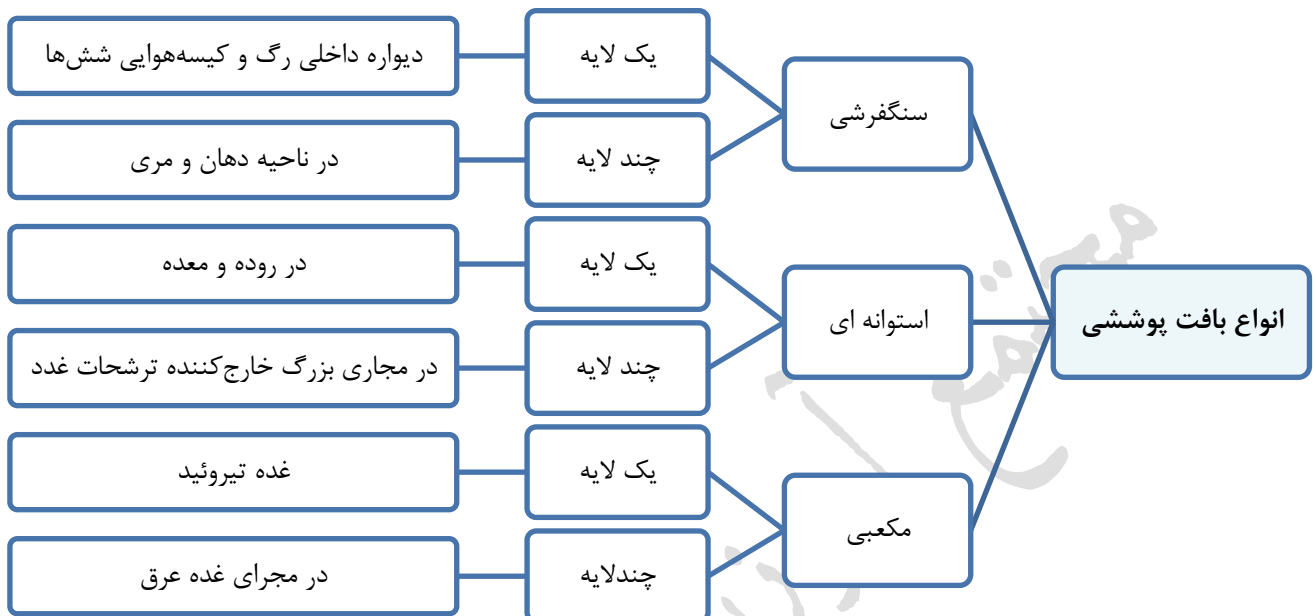 انواع بافت پوششی
سنگفرشی
یک لایه
دیواره داخلی رگ و کیسه‌هوایی شش‌ها
چند لایه
در ناحیه دهان و مری
استوانه ای
یک لایه
در روده و معده
چند لایه
در مجاری بزرگ خارج‌کننده ترشحات غدد
مکعبی
یک لایه
غده تیروئید
چندلایه
در مجرای غده عرق